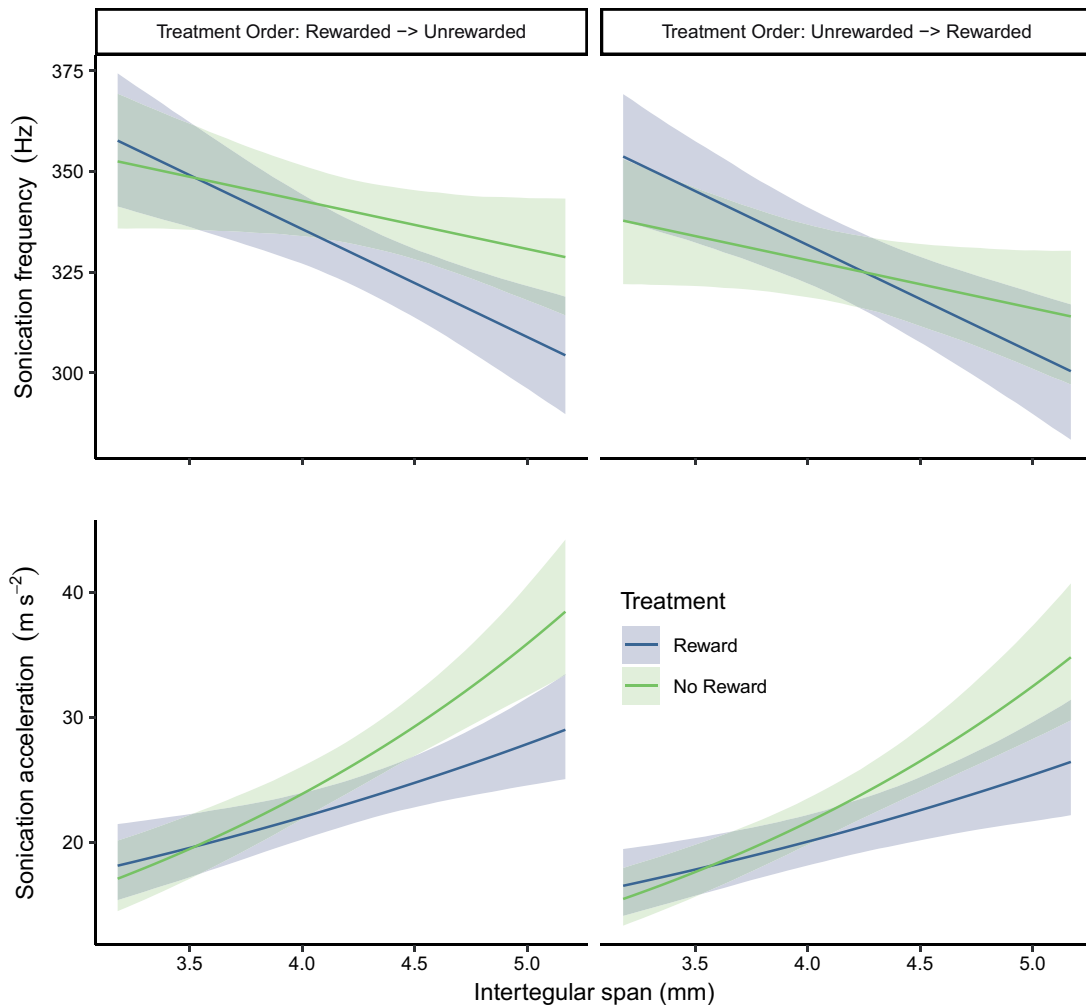 Treatment Order: Rewarded −> Unrewarded
Treatment Order: Unrewarded −> Rewarded
Sonication frequency (Hz)
375
350
325
300
Sonication acceleration (m s⁻²)
40
30
20
Treatment
Reward
No Reward
3.5 4.0 4.5 5.0
3.5 4.0 4.5 5.0
Intertegular span (mm)